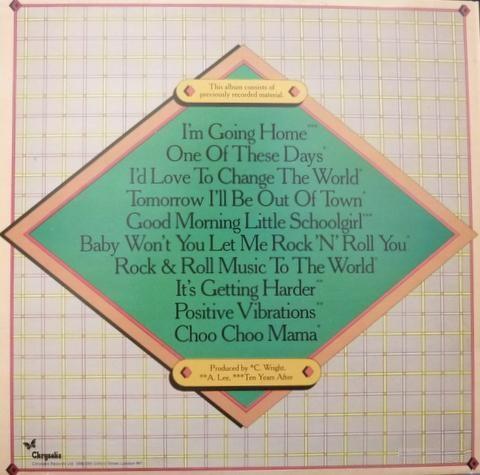 This album consists of
previously recorded material.
I'm Going Home***
One Of These Days*
I'd Love To Change The World*
Tomorrow I'll Be Out Of Town*
Good Morning Little Schoolgirl***
Baby Won't You Let Me Rock 'N' Roll You*
Rock & Roll Music To The World*
It's Getting Harder**
Positive Vibrations**
Choo Choo Mama*
Produced by *C. Wright,
**A. Lee, ***Ten Years After
Chrysalis
Chrysalis Records Ltd.